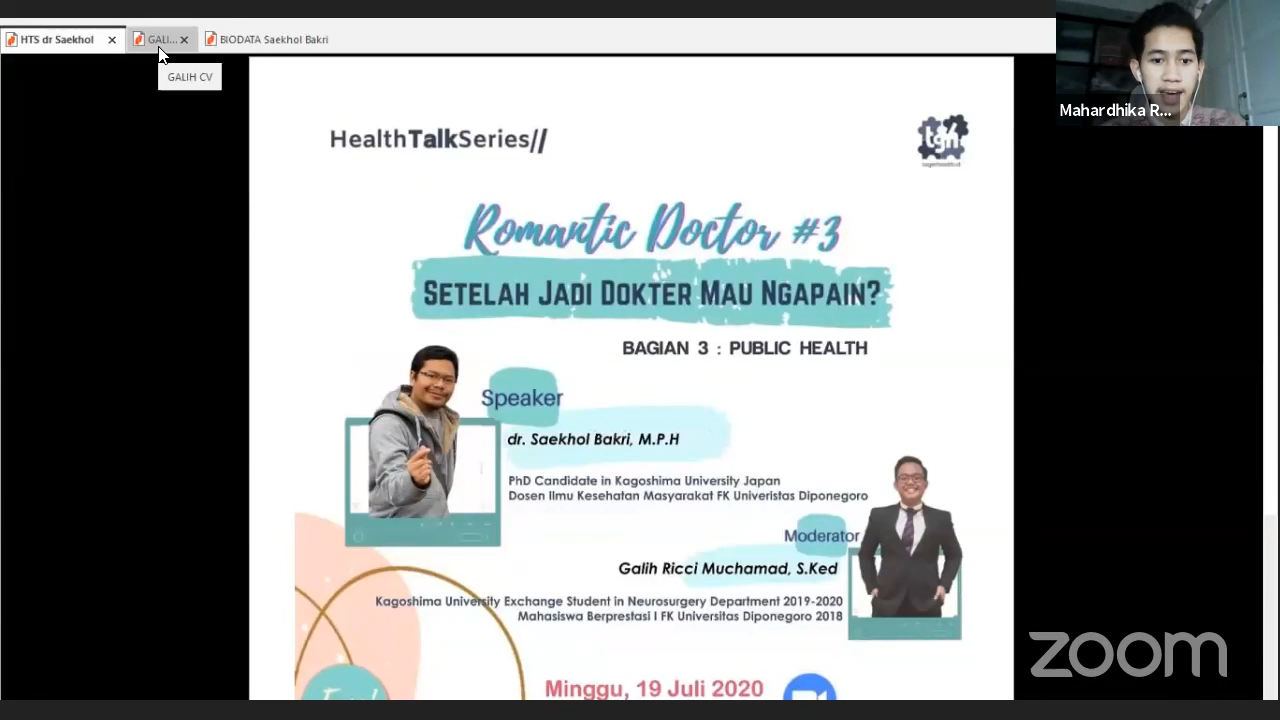 HTS dr Saekhol
GALI...
BIODATA Saekhol Bakri
GALIH CV
Mahardhika R...
HealthTalkSeries//
tgh
Romantic Doctor #3
SETELAH JADI DOKTER MAU NGAPAIN?
BAGIAN 3 : PUBLIC HEALTH
Speaker
dr. Saekhol Bakri, M.P.H
PhD Candidate in Kagoshima University Japan
Dosen Ilmu Kesehatan Masyarakat FK Univeristas Diponegoro
Moderator
Galih Ricci Muchamad, S.Ked
Kagoshima University Exchange Student in Neurosurgery Department 2019-2020
Mahasiswa Berprestasi I FK Universitas Diponegoro 2018
Minggu, 19 Juli 2020
zoom